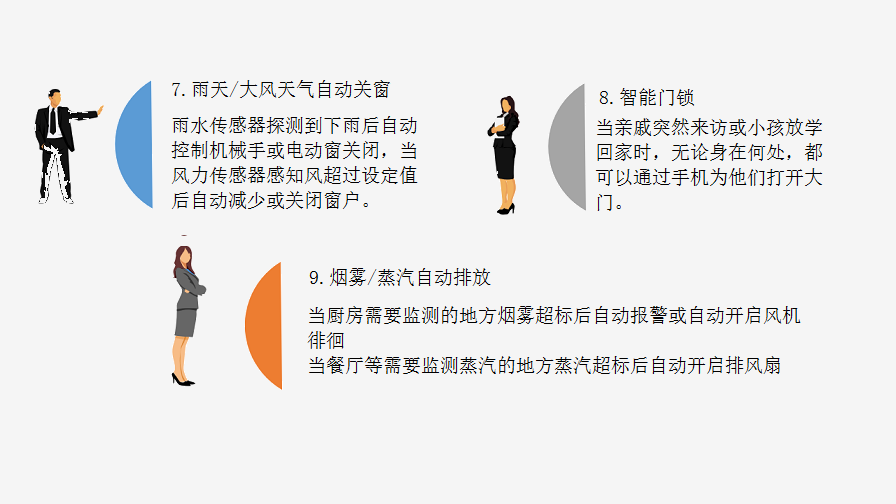 7.雨天/大风天气自动关窗
雨水传感器探测到下雨后自动
控制机械手或电动窗关闭，当
风力传感器感知风超过设定值
后自动减少或关闭窗户。
8.智能门锁
当亲戚突然来访或小孩放学
回家时，无论身在何处，都
可以通过手机为他们打开大
门。
9.烟雾/蒸汽自动排放
当厨房需要监测的地方烟雾超标后自动报警或自动开启风机
徘徊
当餐厅等需要监测蒸汽的地方蒸汽超标后自动开启排风扇